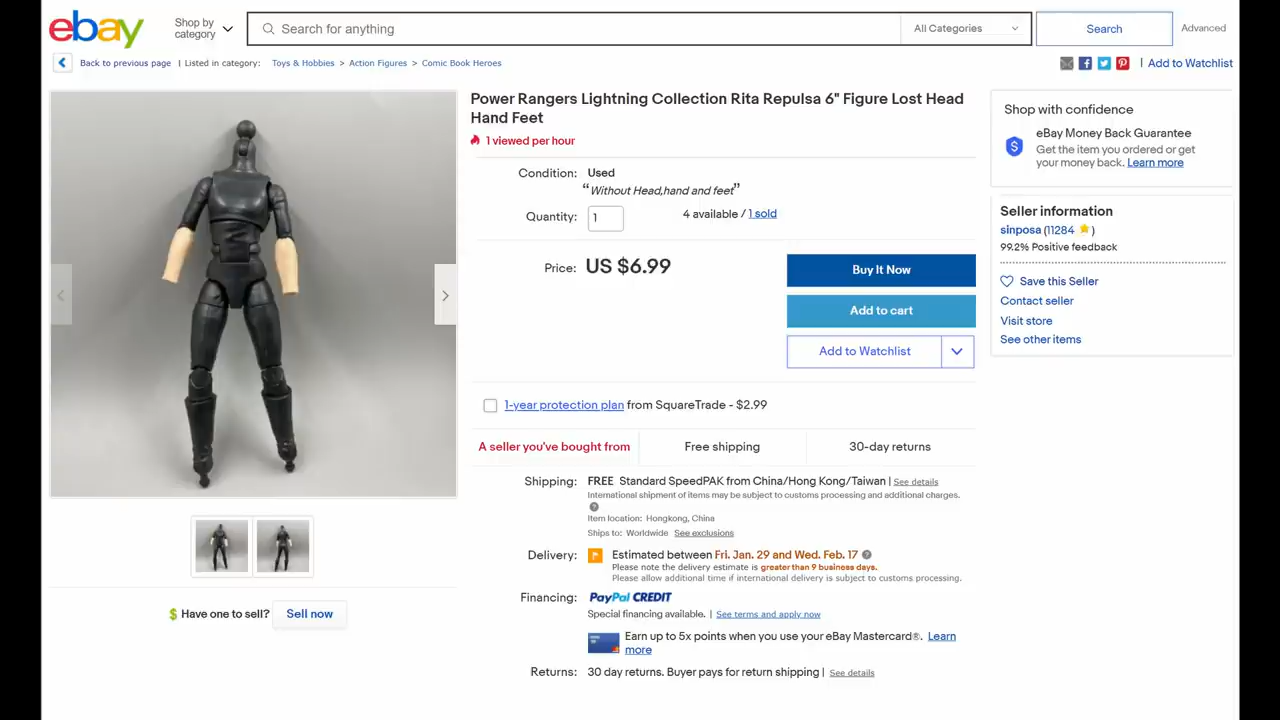 ebay
Shop by
category
Search for anything
All Categories
Search
Advanced
Back to previous page | Listed in category: Toys & Hobbies > Action Figures > Comic Book Heroes
| Add to Watchlist
Power Rangers Lightning Collection Rita Repulsa 6" Figure Lost Head
Hand Feet
1 viewed per hour
Condition: Used
“Without Head,hand and feet”
Quantity: 1 4 available / 1 sold
Price: US $6.99
Buy It Now
Add to cart
Add to Watchlist
1-year protection plan from SquareTrade - $2.99
A seller you've bought from
Free shipping
30-day returns
Shipping: FREE Standard SpeedPAK from China/Hong Kong/Taiwan | See details
International shipment of items may be subject to customs processing and additional charges.
Item location: Hongkong, China
Ships to: Worldwide See exclusions
Delivery: Estimated between Fri. Jan. 29 and Wed. Feb. 17
Please note the delivery estimate is greater than 9 business days.
Please allow additional time if international delivery is subject to customs processing.
Financing: PayPal CREDIT
Special financing available. | See terms and apply now
Earn up to 5x points when you use your eBay Mastercard®. Learn
more
Returns: 30 day returns. Buyer pays for return shipping | See details
Have one to sell? Sell now
Shop with confidence
eBay Money Back Guarantee
Get the item you ordered or get
your money back. Learn more
Seller information
sinposa (11284 )
99.2% Positive feedback
Save this Seller
Contact seller
Visit store
See other items